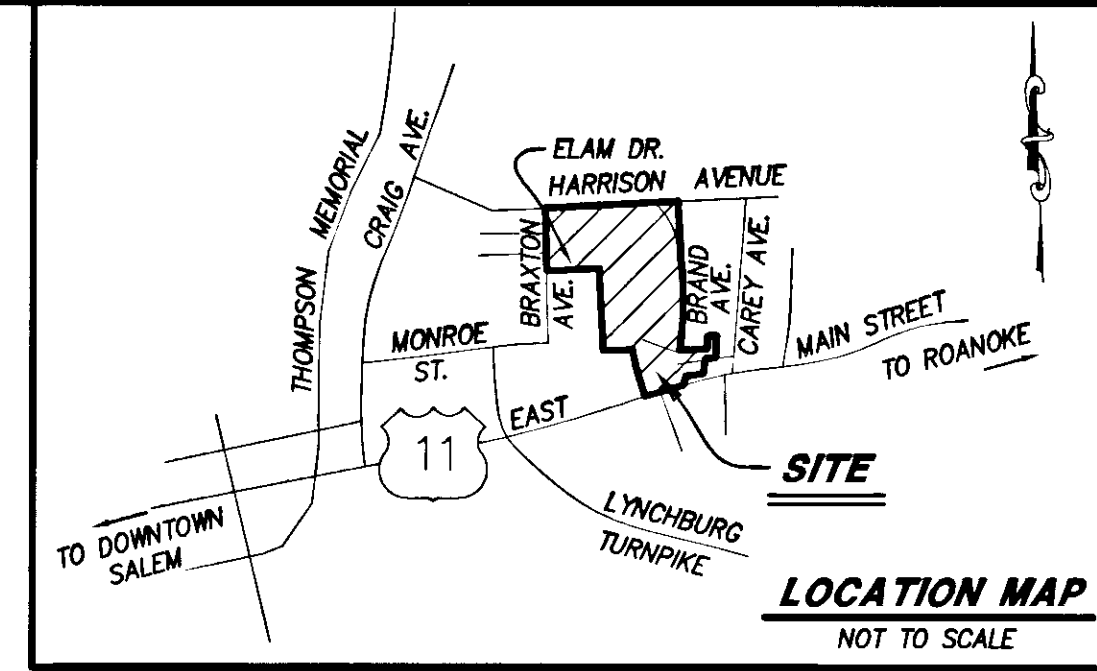 ELAM DR.
HARRISON AVENUE
THOMPSON MEMORIAL
CRAIG AVE.
BRAXTON
AVE.
BRAND
AVE.
CAREY AVE.
MONROE
ST.
EAST MAIN STREET
TO ROANOKE
11
SITE
LYNCHBURG
TURNPIKE
TO DOWNTOWN
SALEM
LOCATION MAP
NOT TO SCALE